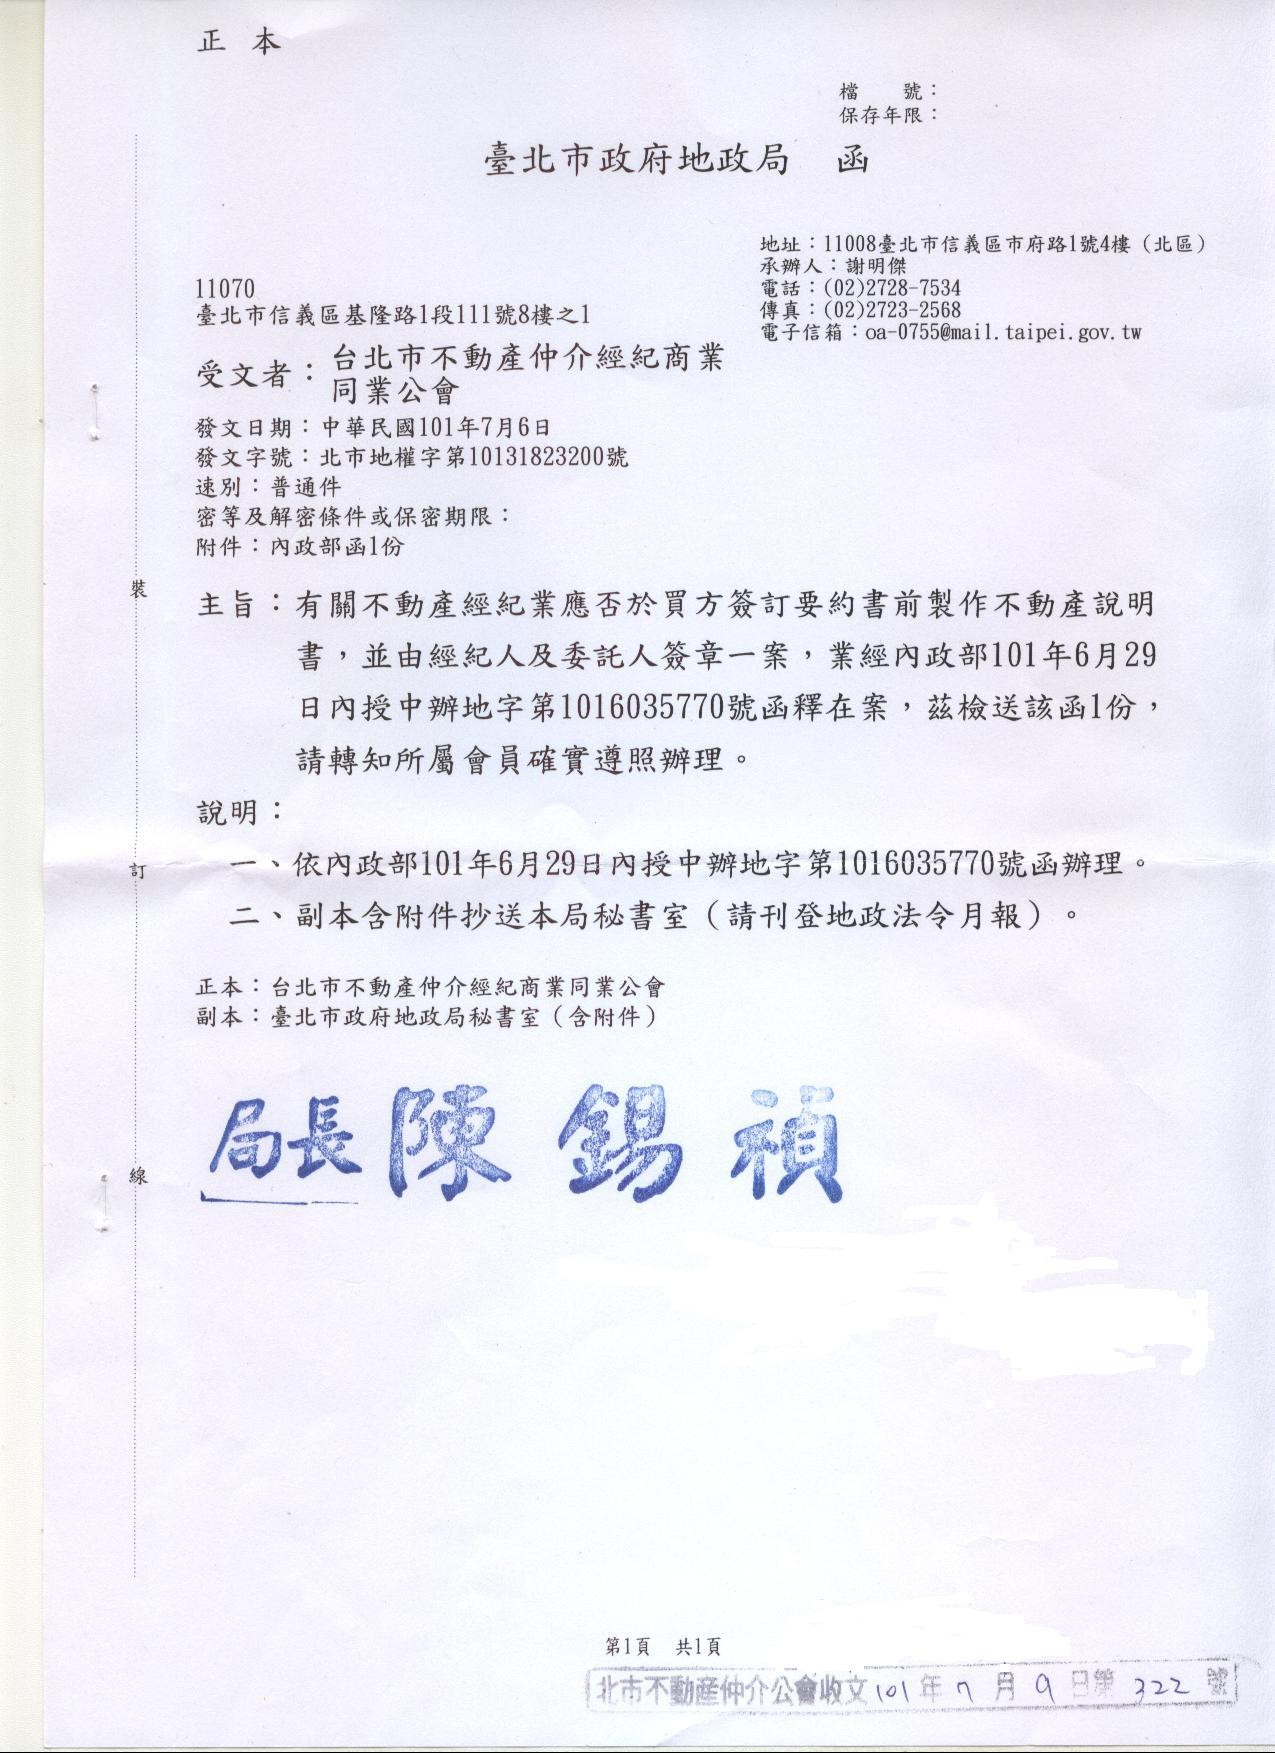 正 本
檔 號：
保存年限：
臺北市政府地政局 函
地址：11008臺北市信義區市府路1號4樓（北區）
承辦人：謝明傑
電話：(02)2728-7534
傳真：(02)2723-2568
電子信箱：oa-0755@mail.taipei.gov.tw
11070
臺北市信義區基隆路1段111號8樓之1
受文者：台北市不動產仲介經紀商業
同業公會
發文日期：中華民國101年7月6日
發文字號：北市地權字第10131823200號
速別：普通件
密等及解密條件或保密期限：
附件：內政部函1份
主旨：有關不動產經紀業應否於買方簽訂要約書前製作不動產說明
書，並由經紀人及委託人簽章一案，業經內政部101年6月29
日內授中辦地字第1016035770號函釋在案，茲檢送該函1份，
請轉知所屬會員確實遵照辦理。
說明：
一、依內政部101年6月29日內授中辦地字第1016035770號函辦理。
二、副本含附件抄送本局秘書室（請刊登地政法令月報）。
正本：台北市不動產仲介經紀商業同業公會
副本：臺北市政府地政局秘書室（含附件）
局長 陳 錫 禎
裝
訂
線
第1頁 共1頁
北市不動產仲介公會收文101年7月9日第322號